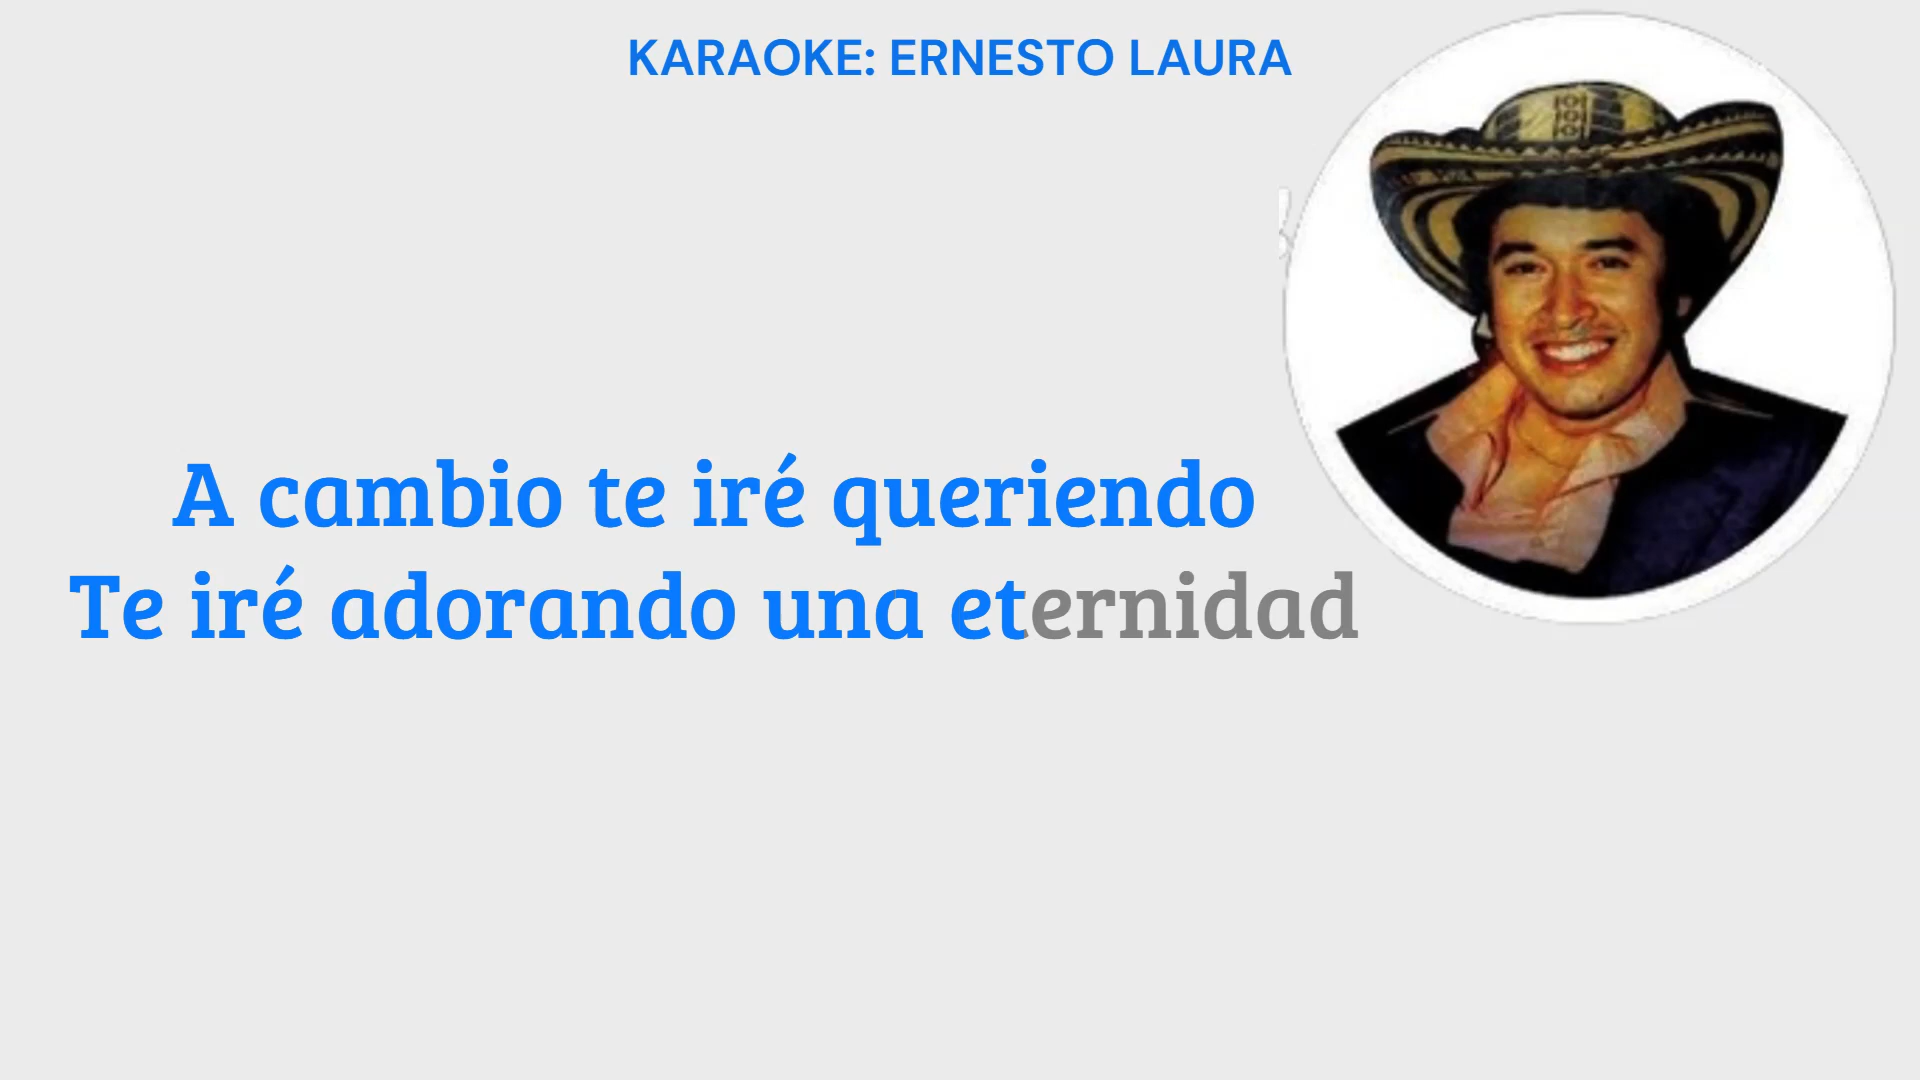 KARAOKE: ERNESTO LAURA
A cambio te iré queriendo
Te iré adorando una eternidad